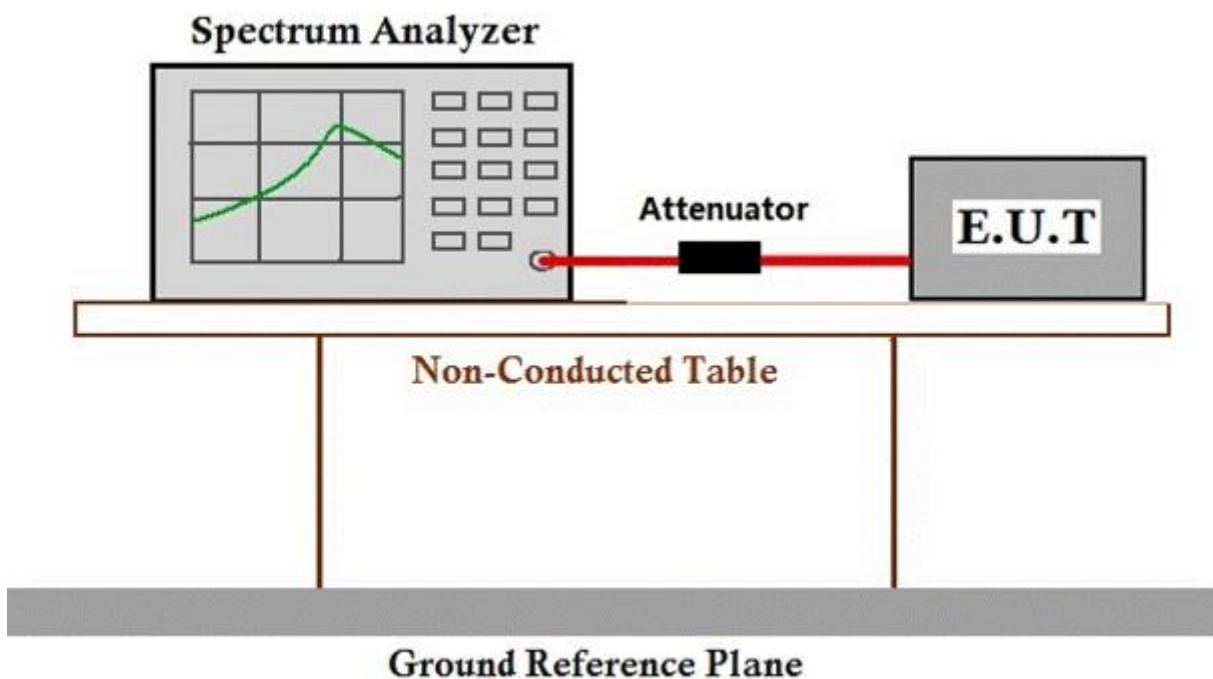 Spectrum Analyzer
Attenuator
E.U.T
Non-Conducted Table
Ground Reference Plane